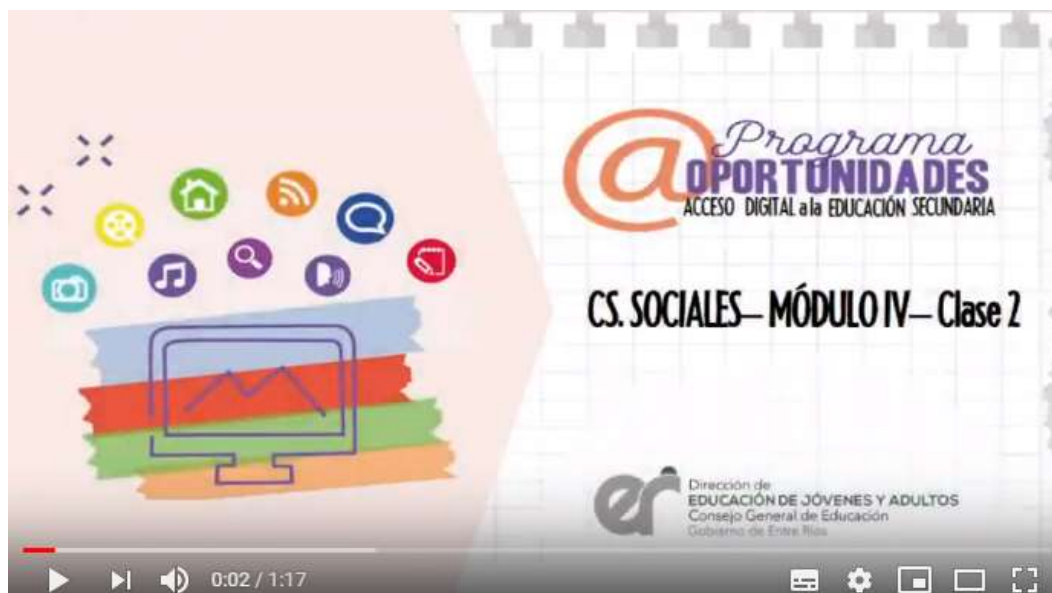 @Programa
OPORTUNIDADES
ACCESO DIGITAL a la EDUCACIÓN SECUNDARIA
CS. SOCIALES– MÓDULO IV– Clase 2
er
Dirección de
EDUCACIÓN DE JÓVENES Y ADULTOS
Consejo General de Educación
Gobierno de Entre Ríos
0:02 / 1:17